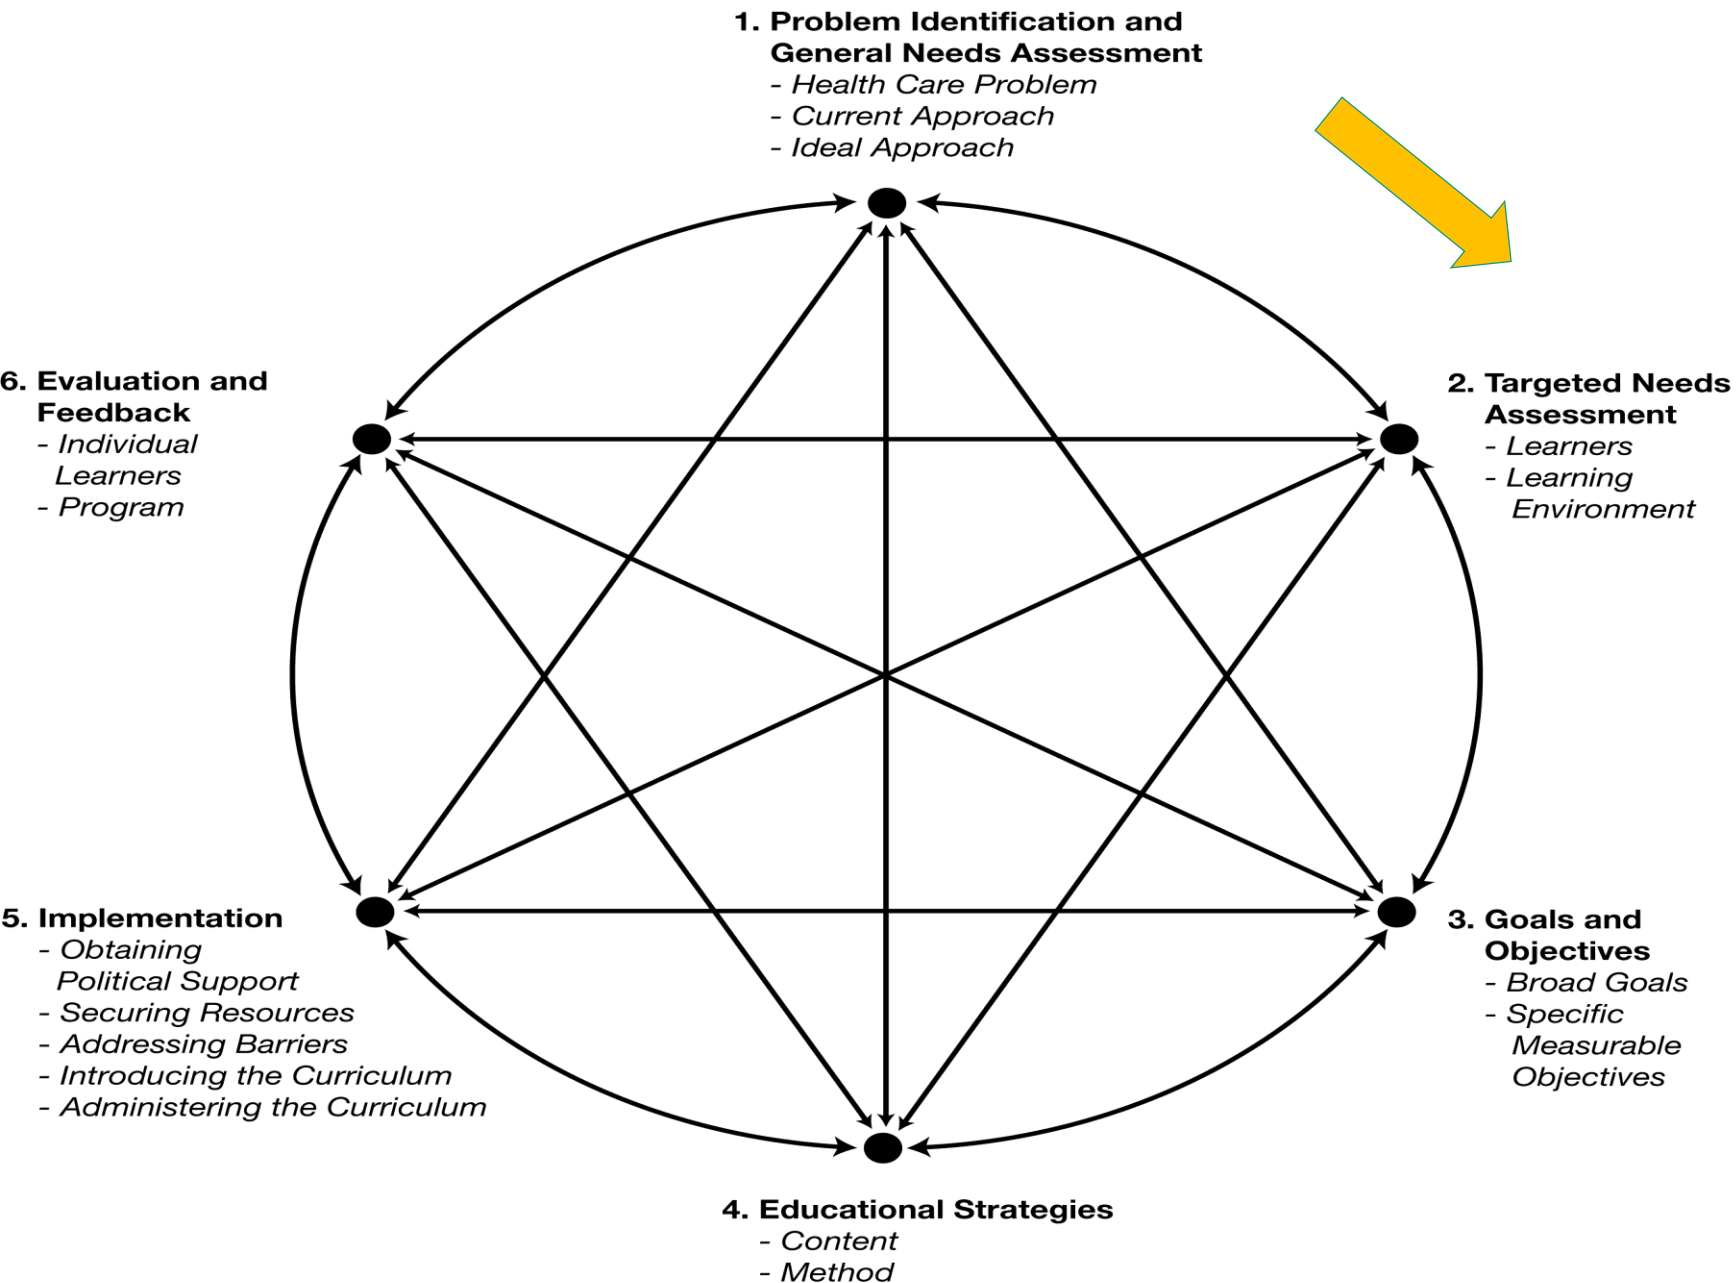 1. Problem Identification and
General Needs Assessment
- Health Care Problem
- Current Approach
- Ideal Approach
2. Targeted Needs
Assessment
- Learners
- Learning
Environment
3. Goals and
Objectives
- Broad Goals
- Specific
Measurable
Objectives
4. Educational Strategies
- Content
- Method
5. Implementation
- Obtaining
Political Support
- Securing Resources
- Addressing Barriers
- Introducing the Curriculum
- Administering the Curriculum
6. Evaluation and
Feedback
- Individual
Learners
- Program